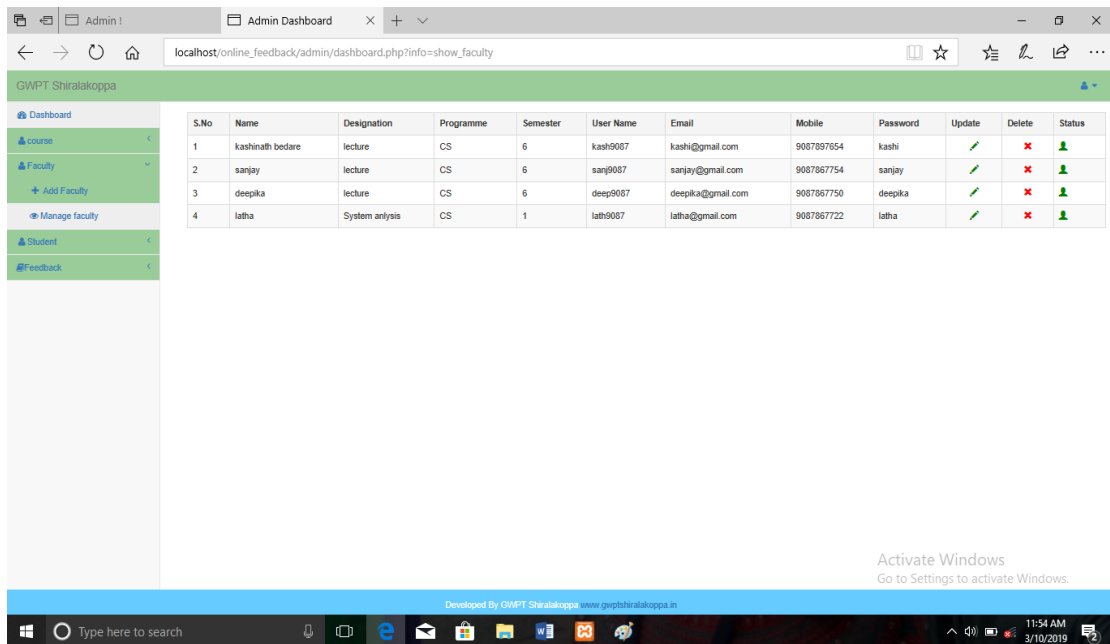 Admin !
Admin Dashboard
localhost/online_feedback/admin/dashboard.php?info=show_faculty
GWPT Shiralakoppa
Dashboard
course
Faculty
Add Faculty
Manage faculty
Student
Feedback
S.No Name Designation Programme Semester User Name Email Mobile Password Update Delete Status
1 kashinath bedare lecture CS 6 kash9087 kashi@gmail.com 9087897654 kashi
2 sanjay lecture CS 6 sanj9087 sanjay@gmail.com 9087867754 sanjay
3 deepika lecture CS 6 deep9087 deepika@gmail.com 9087867750 deepika
4 latha System anlysis CS 1 lath9087 latha@gmail.com 9087867722 latha
Activate Windows
Go to Settings to activate Windows.
Developed By GWPT Shiralakoppa www.gwptshiralakoppa.in
Type here to search
11:54 AM
3/10/2019